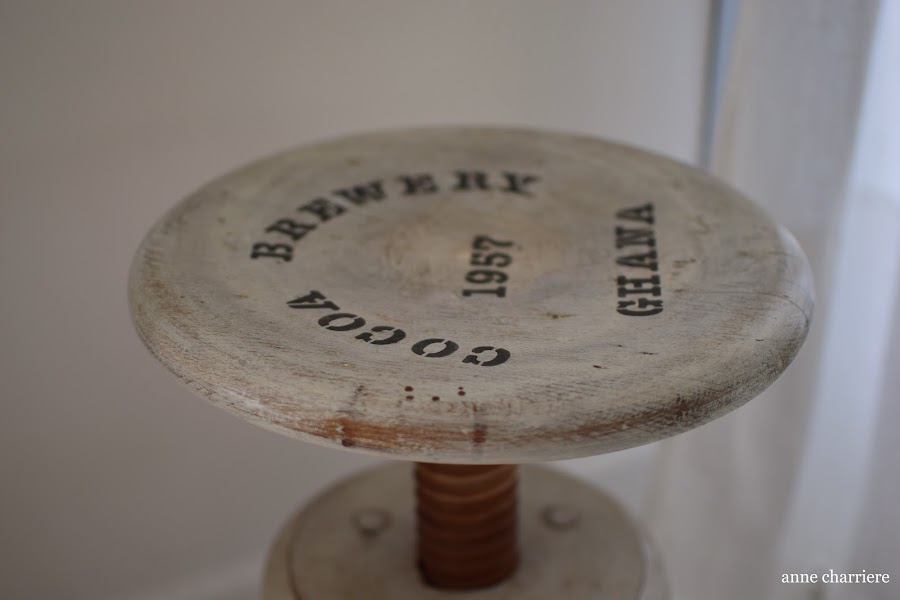 COCOA BREWERY
1957
GHANA
anne charriere